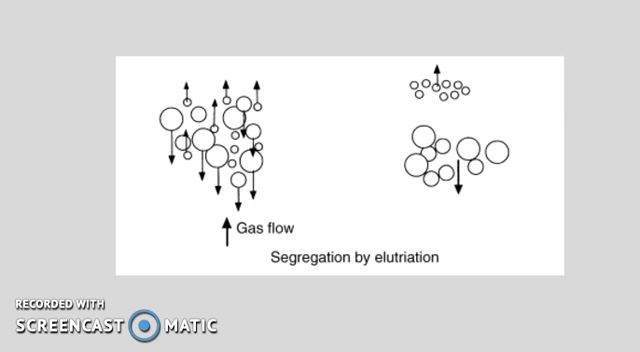 Gas flow
Segregation by elutriation
RECORDED WITH
SCREENCAST MATIC